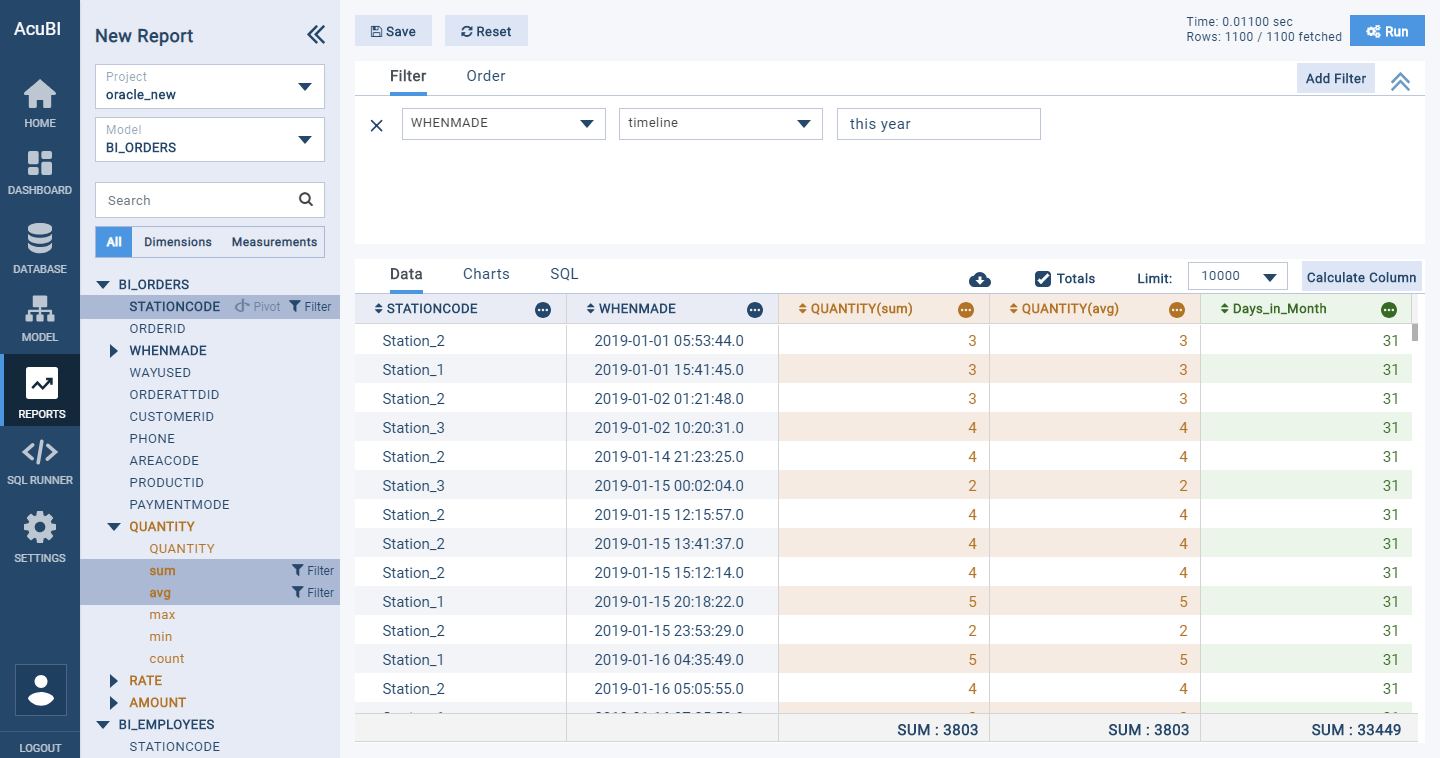 AcuBI
HOME
DASHBOARD
DATABASE
MODEL
REPORTS
SQL RUNNER
SETTINGS
LOGOUT
New Report
Project
oracle_new
Model
BI_ORDERS
Search
All Dimensions Measurements
BI_ORDERS
STATIONCODE Pivot Filter
ORDERID
WHENMADE
WAYUSED
ORDERATTDID
CUSTOMERID
PHONE
AREACODE
PRODUCTID
PAYMENTMODE
QUANTITY
QUANTITY
sum Filter
avg Filter
max
min
count
RATE
AMOUNT
BI_EMPLOYEES
STATIONCODE
Save Reset
Time: 0.01100 sec
Rows: 1100 / 1100 fetched
Run
Filter Order Add Filter
WHENMADE timeline this year
Data Charts SQL Totals Limit: 10000 Calculate Column
STATIONCODE WHENMADE QUANTITY(sum) QUANTITY(avg) Days_in_Month
Station_2 2019-01-01 05:53:44.0 3 3 31
Station_1 2019-01-01 15:41:45.0 3 3 31
Station_2 2019-01-02 01:21:48.0 3 3 31
Station_3 2019-01-02 10:20:31.0 4 4 31
Station_2 2019-01-14 21:23:25.0 4 4 31
Station_3 2019-01-15 00:02:04.0 2 2 31
Station_2 2019-01-15 12:15:57.0 4 4 31
Station_2 2019-01-15 13:41:37.0 4 4 31
Station_2 2019-01-15 15:12:14.0 4 4 31
Station_1 2019-01-15 20:18:22.0 5 5 31
Station_2 2019-01-15 23:53:29.0 2 2 31
Station_1 2019-01-16 04:35:49.0 5 5 31
Station_2 2019-01-16 05:05:55.0 4 4 31
SUM : 3803 SUM : 3803 SUM : 33449